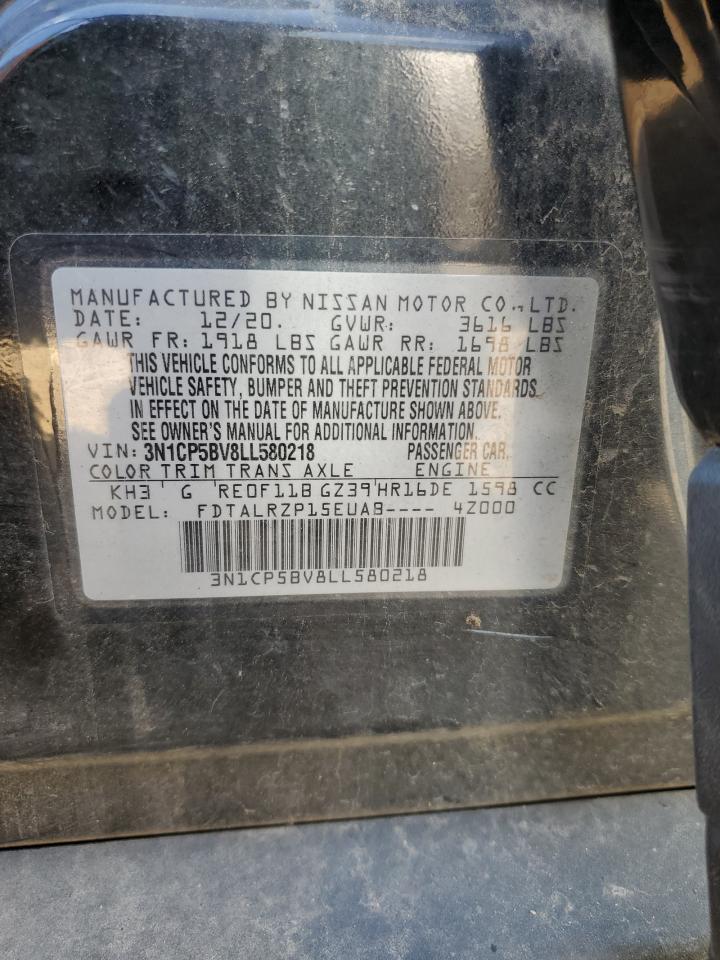 MANUFACTURED BY NISSAN MOTOR CO.,LTD.
DATE: 12/20. GVWR: 3616 LBS
GAWR FR: 1918 LBS GAWR RR: 1698 LBS
THIS VEHICLE CONFORMS TO ALL APPLICABLE FEDERAL MOTOR
VEHICLE SAFETY, BUMPER AND THEFT PREVENTION STANDARDS
IN EFFECT ON THE DATE OF MANUFACTURE SHOWN ABOVE.
SEE OWNER'S MANUAL FOR ADDITIONAL INFORMATION.
VIN: 3N1CP5BV8LL580218 PASSENGER CAR
COLOR TRIM TRANS AXLE ENGINE
KH3 G RE0F11B GZ39 HR16DE 1598 CC
MODEL: FDTALRZP15EUAB---- 4Z000
3N1CP5BV8LL580218